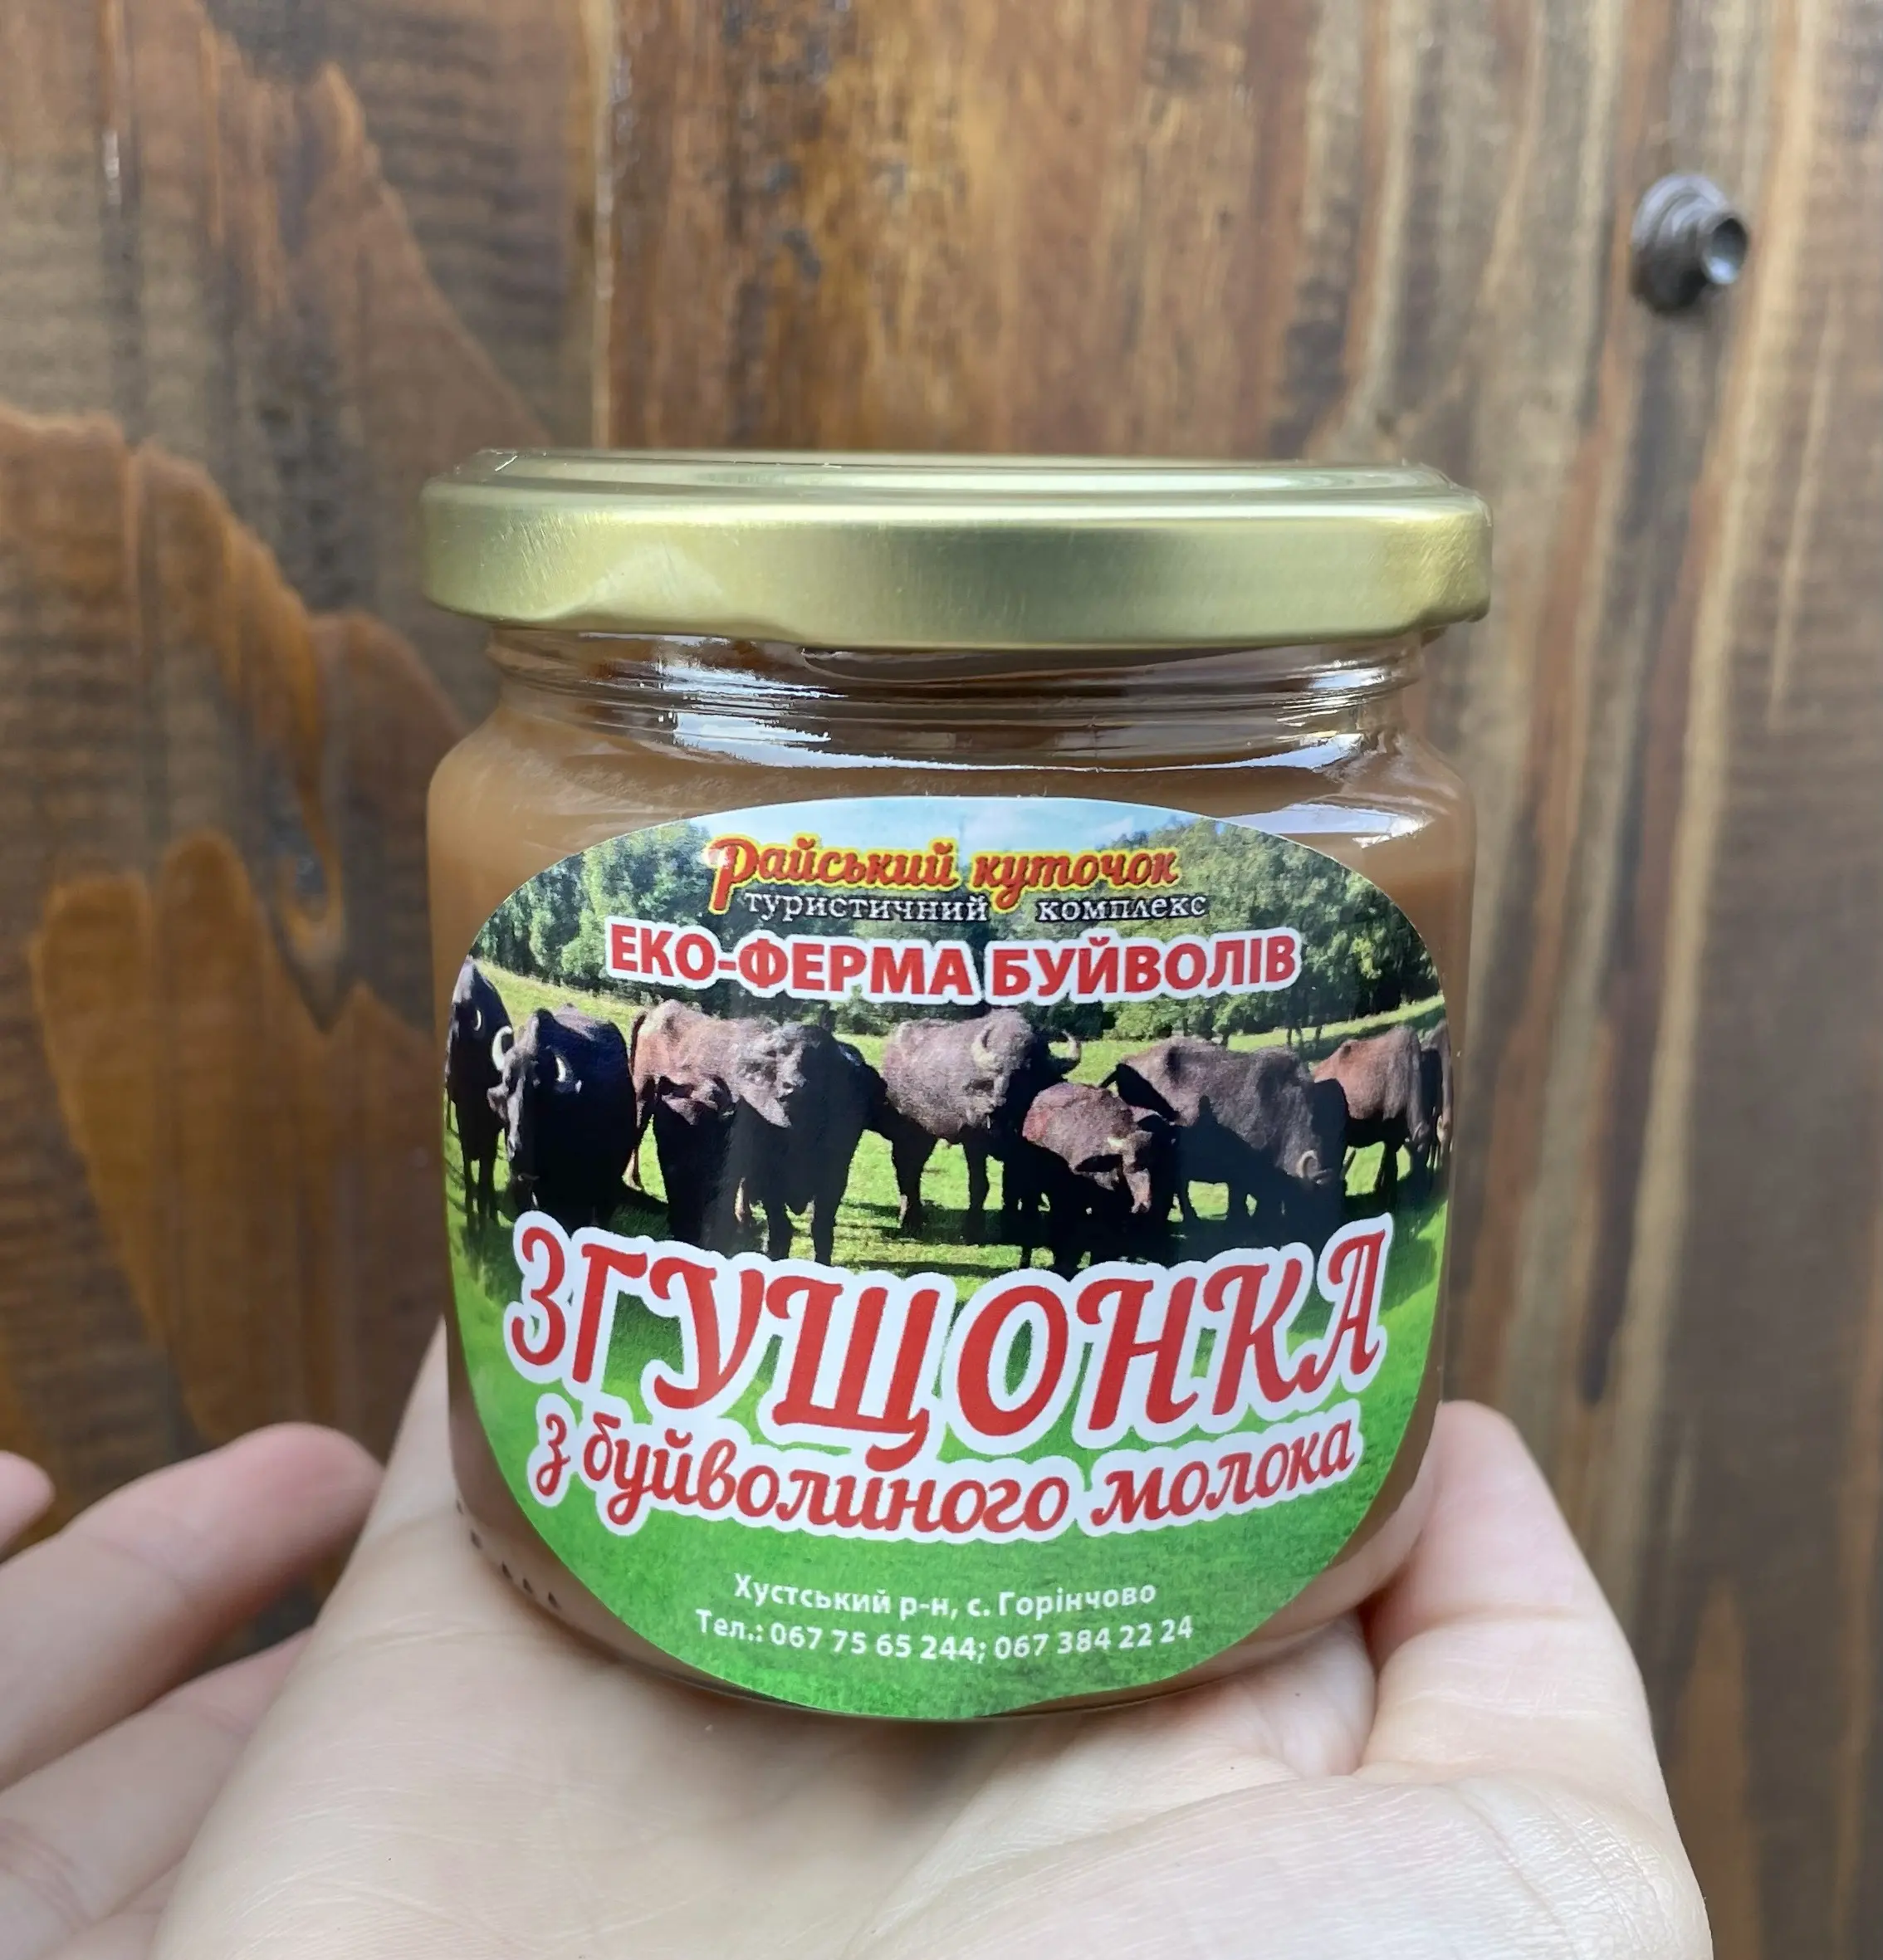 Райський куточок
туристичний комплекс
ЕКО-ФЕРМА БУЙВОЛІВ
ЗГУЩОНКА
з буйволиного молока
Хустський р-н, с. Горінчово
Тел.: 067 75 65 244; 067 384 22 24